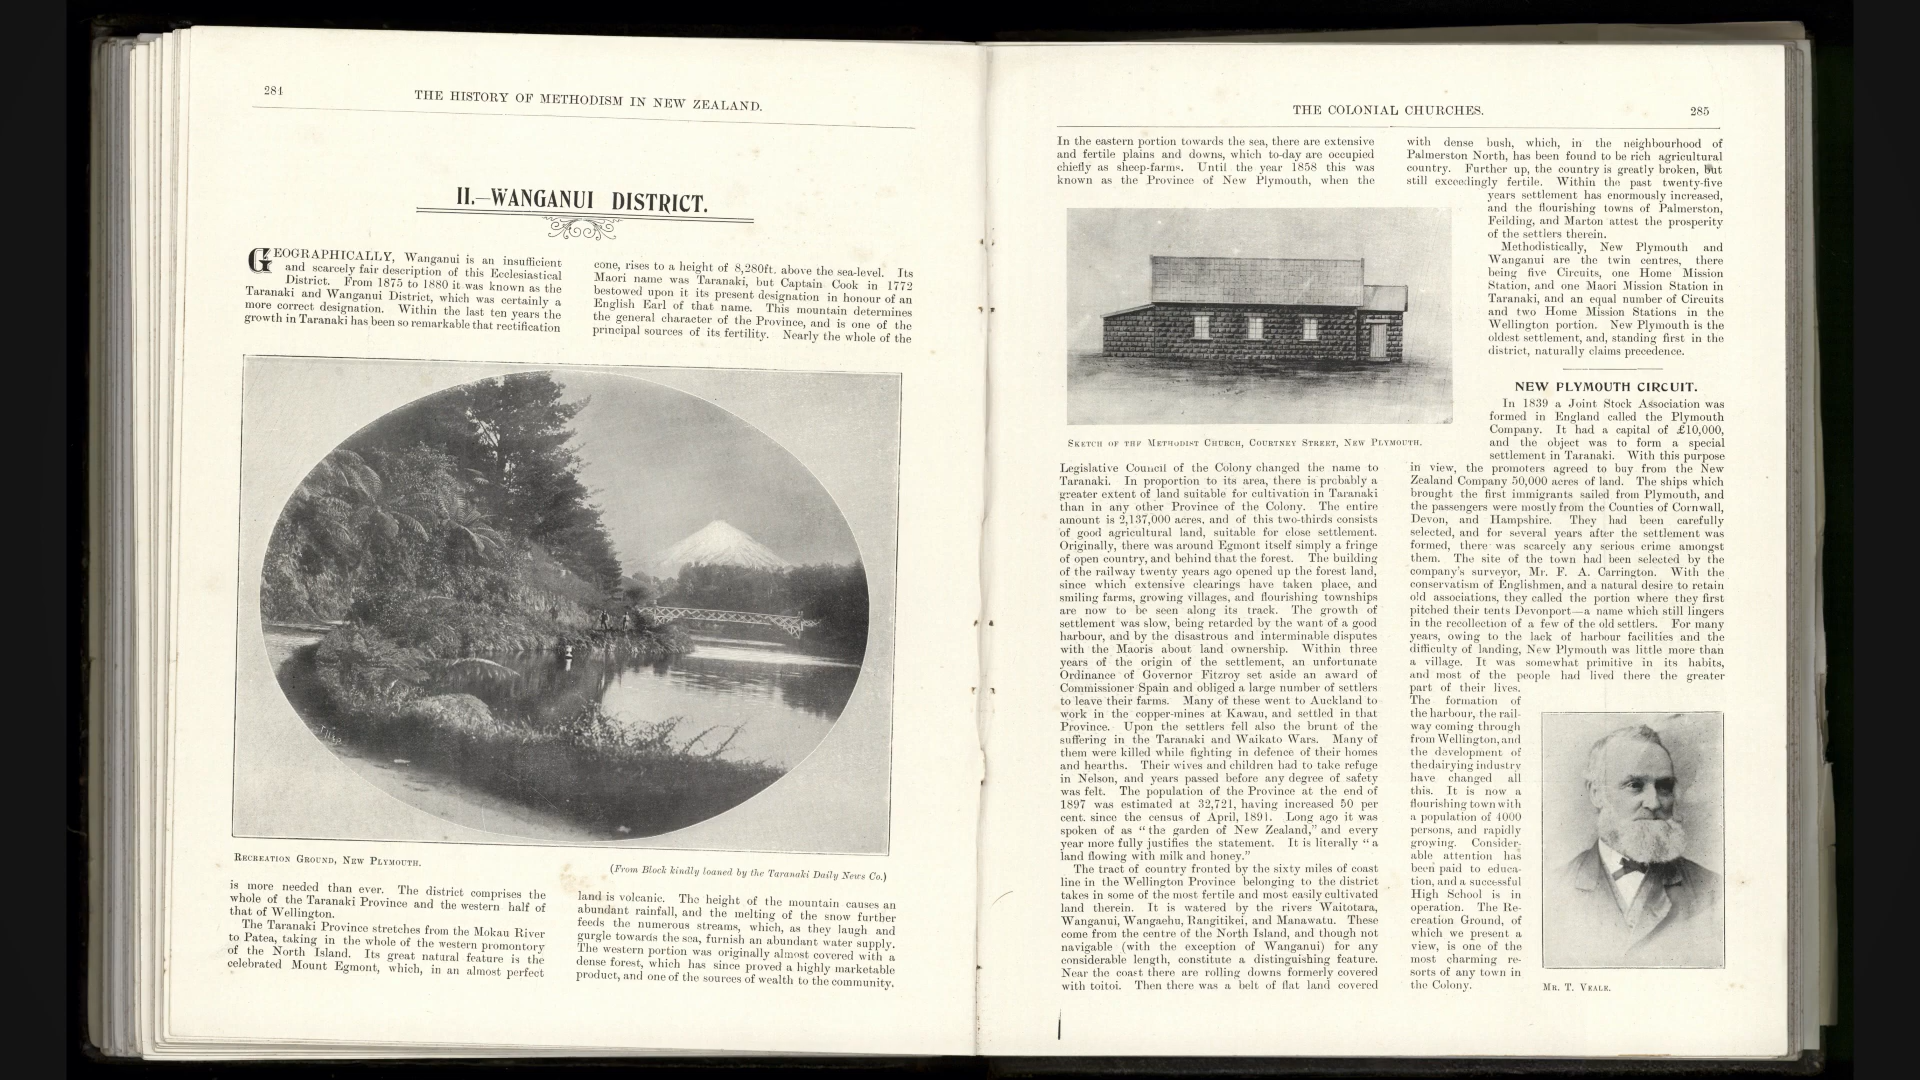 284
THE HISTORY OF METHODISM IN NEW ZEALAND.
II.—WANGANUI DISTRICT.
GEOGRAPHICALLY, Wanganui is an insufficient
and scarcely fair description of this Ecclesiastical
District. From 1875 to 1880 it was known as the
Taranaki and Wanganui District, which was certainly a
more correct designation. Within the last ten years the
growth in Taranaki has been so remarkable that rectification
cone, rises to a height of 8,280ft. above the sea-level. Its
Maori name was Taranaki, but Captain Cook in 1772
bestowed upon it its present designation in honour of an
English Earl of that name. This mountain determines
the general character of the Province, and is one of the
principal sources of its fertility. Nearly the whole of the
RECREATION GROUND, NEW PLYMOUTH.
(From Block kindly loaned by the Taranaki Daily News Co.)
is more needed than ever. The district comprises the
whole of the Taranaki Province and the western half of
that of Wellington.
The Taranaki Province stretches from the Mokau River
to Patea, taking in the whole of the western promontory
of the North Island. Its great natural feature is the
celebrated Mount Egmont, which, in an almost perfect
land is volcanic. The height of the mountain causes an
abundant rainfall, and the melting of the snow further
feeds the numerous streams, which, as they laugh and
gurgle towards the sea, furnish an abundant water supply.
The western portion was originally almost covered with a
dense forest, which has since proved a highly marketable
product, and one of the sources of wealth to the community.
THE COLONIAL CHURCHES.
285
In the eastern portion towards the sea, there are extensive
and fertile plains and downs, which to-day are occupied
chiefly as sheep-farms. Until the year 1858 this was
known as the Province of New Plymouth, when the
SKETCH OF THE METHODIST CHURCH, COURTNEY STREET, NEW PLYMOUTH.
Legislative Council of the Colony changed the name to
Taranaki. In proportion to its area, there is probably a
greater extent of land suitable for cultivation in Taranaki
than in any other Province of the Colony. The entire
amount is 2,137,000 acres, and of this two-thirds consists
of good agricultural land, suitable for close settlement.
Originally, there was around Egmont itself simply a fringe
of open country, and behind that the forest. The building
of the railway twenty years ago opened up the forest land,
since which extensive clearings have taken place, and
smiling farms, growing villages, and flourishing townships
are now to be seen along its track. The growth of
settlement was slow, being retarded by the want of a good
harbour, and by the disastrous and interminable disputes
with the Maoris about land ownership. Within three
years of the origin of the settlement, an unfortunate
Ordinance of Governor Fitzroy set aside an award of
Commissioner Spain and obliged a large number of settlers
to leave their farms. Many of these went to Auckland to
work in the copper-mines at Kawau, and settled in that
Province. Upon the settlers fell also the brunt of the
suffering in the Taranaki and Waikato Wars. Many of
them were killed while fighting in defence of their homes
and hearths. Their wives and children had to take refuge
in Nelson, and years passed before any degree of safety
was felt. The population of the Province at the end of
1897 was estimated at 32,721, having increased 50 per
cent. since the census of April, 1891. Long ago it was
spoken of as "the garden of New Zealand," and every
year more fully justifies the statement. It is literally "a
land flowing with milk and honey."
The tract of country fronted by the sixty miles of coast
line in the Wellington Province belonging to the district
takes in some of the most fertile and most easily cultivated
land therein. It is watered by the rivers Waitotara,
Wanganui, Wangaehu, Rangitikei, and Manawatu. These
come from the centre of the North Island, and though not
navigable (with the exception of Wanganui) for any
considerable length, constitute a distinguishing feature.
Near the coast there are rolling downs formerly covered
with toitoi. Then there was a belt of flat land covered
with dense bush, which, in the neighbourhood of
Palmerston North, has been found to be rich agricultural
country. Further up, the country is greatly broken, but
still exceedingly fertile. Within the past twenty-five
years settlement has enormously increased,
and the flourishing towns of Palmerston,
Feilding, and Marton attest the prosperity
of the settlers therein.
Methodistically, New Plymouth and
Wanganui are the twin centres, there
being five Circuits, one Home Mission
Station, and one Maori Mission Station in
Taranaki, and an equal number of Circuits
and two Home Mission Stations in the
Wellington portion. New Plymouth is the
oldest settlement, and, standing first in the
district, naturally claims precedence.
NEW PLYMOUTH CIRCUIT.
In 1839 a Joint Stock Association was
formed in England called the Plymouth
Company. It had a capital of £10,000,
and the object was to form a special
settlement in Taranaki. With this purpose
in view, the promoters agreed to buy from the New
Zealand Company 50,000 acres of land. The ships which
brought the first immigrants sailed from Plymouth, and
the passengers were mostly from the Counties of Cornwall,
Devon, and Hampshire. They had been carefully
selected, and for several years after the settlement was
formed, there was scarcely any serious crime amongst
them. The site of the town had been selected by the
company's surveyor, Mr. F. A. Carrington. With the
conservatism of Englishmen, and a natural desire to retain
old associations, they called the portion where they first
pitched their tents Devonport—a name which still lingers
in the recollection of a few of the old settlers. For many
years, owing to the lack of harbour facilities and the
difficulty of landing, New Plymouth was little more than
a village. It was somewhat primitive in its habits,
and most of the people had lived there the greater
part of their lives.
The formation of
the harbour, the rail-
way coming through
from Wellington, and
the development of
the dairying industry
have changed all
this. It is now a
flourishing town with
a population of 4000
persons, and rapidly
growing. Consider-
able attention has
been paid to educa-
tion, and a successful
High School is in
operation. The Re-
creation Ground, of
which we present a
view, is one of the
most charming re-
sorts of any town in
the Colony.
MR. T. VEALE.